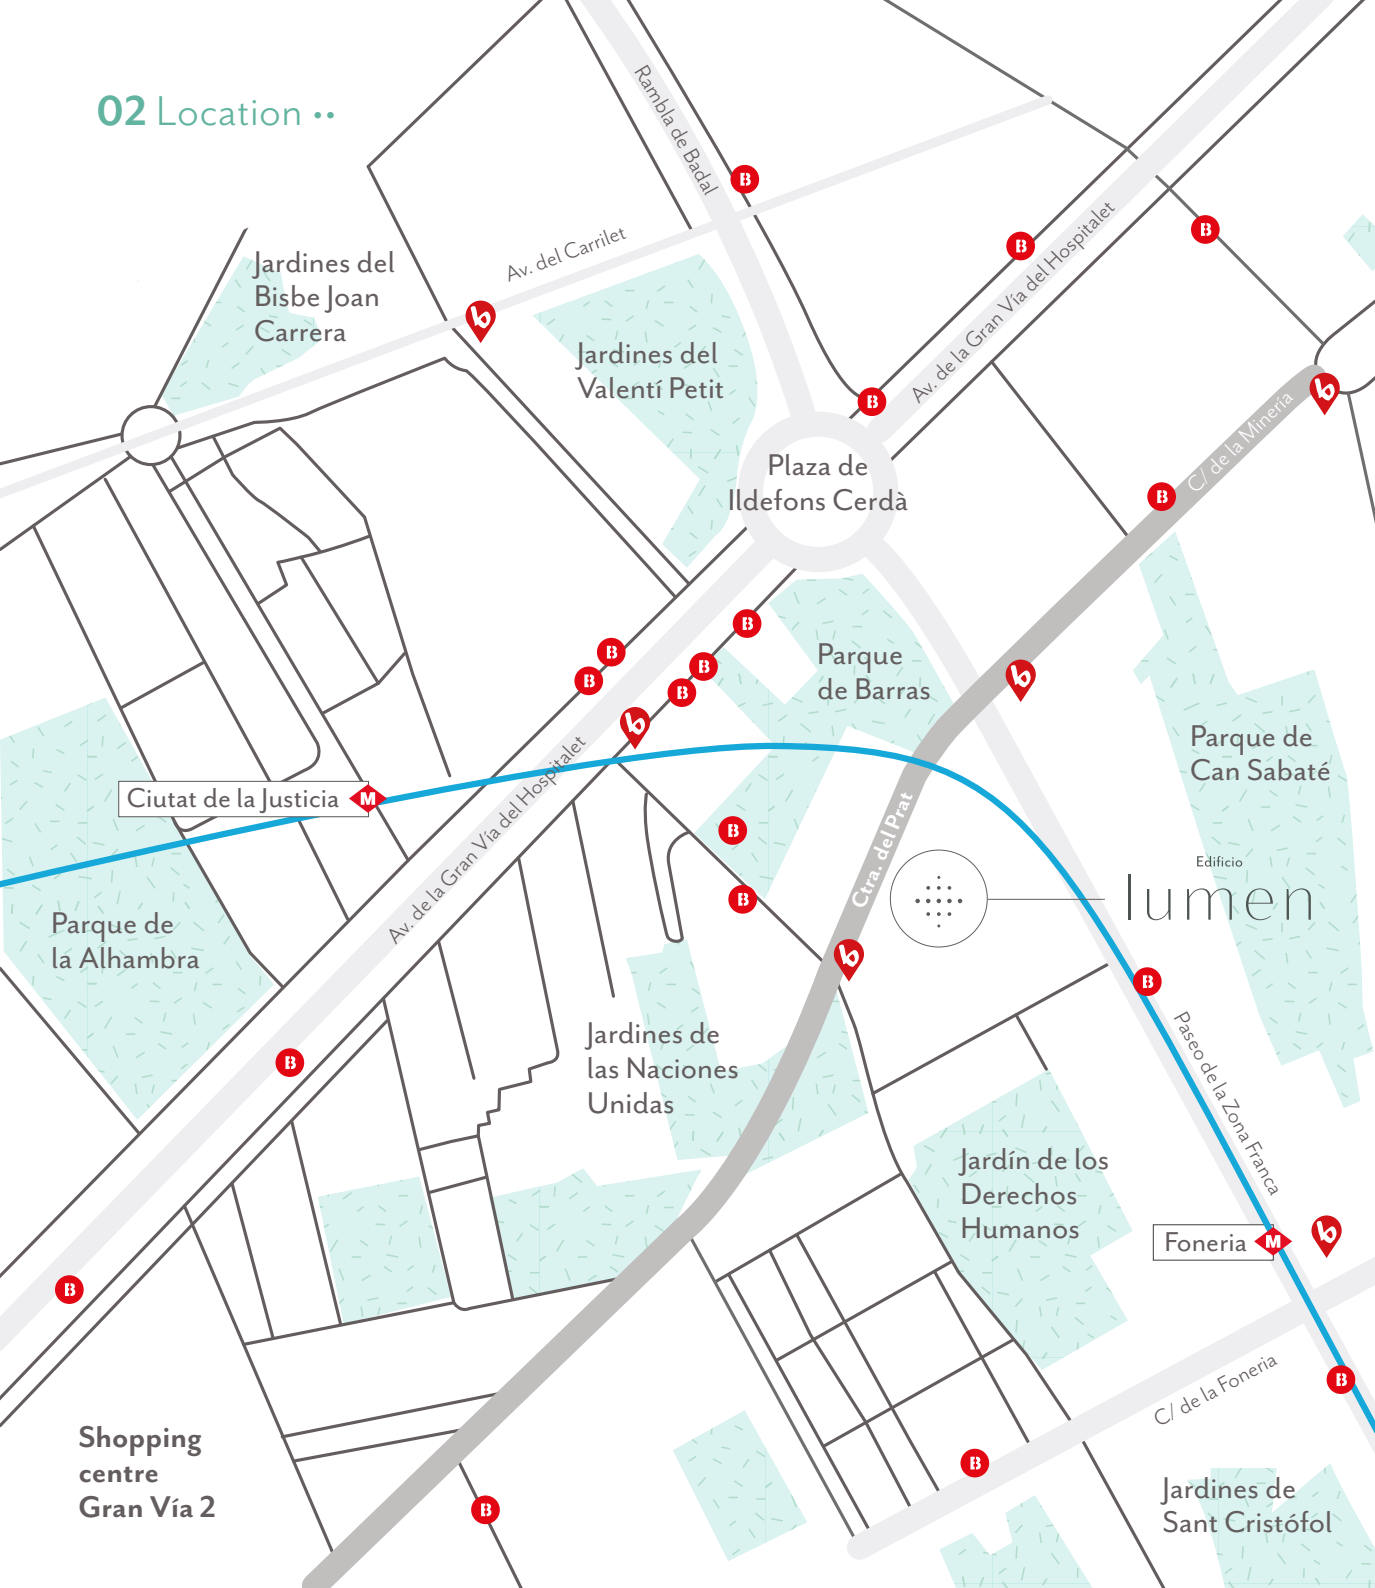 02 Location ••
Rambla de Badal
B
B
B
Jardines del
Bisbe Joan
Carrera
Av. del Carrilet
Av. de la Gran Vía del Hospitalet
b
Jardines del
Valentí Petit
B
b
C/ de la Minería
Plaza de
Ildefons Cerdà
B
B
B
B
B
B
Parque
de Barras
b
b
Av. de la Gran Vía del Hospitalet
Parque de
Can Sabaté
Ciutat de la Justicia
M
B
B
Ctra. del Prat
Edificio
lumen
Parque de
la Alhambra
b
B
Jardines de
las Naciones
Unidas
B
Paseo de la Zona Franca
Jardín de los
Derechos
Humanos
Foneria
M
b
B
B
C/ de la Foneria
Shopping
centre
Gran Vía 2
B
B
Jardines de
Sant Cristófol